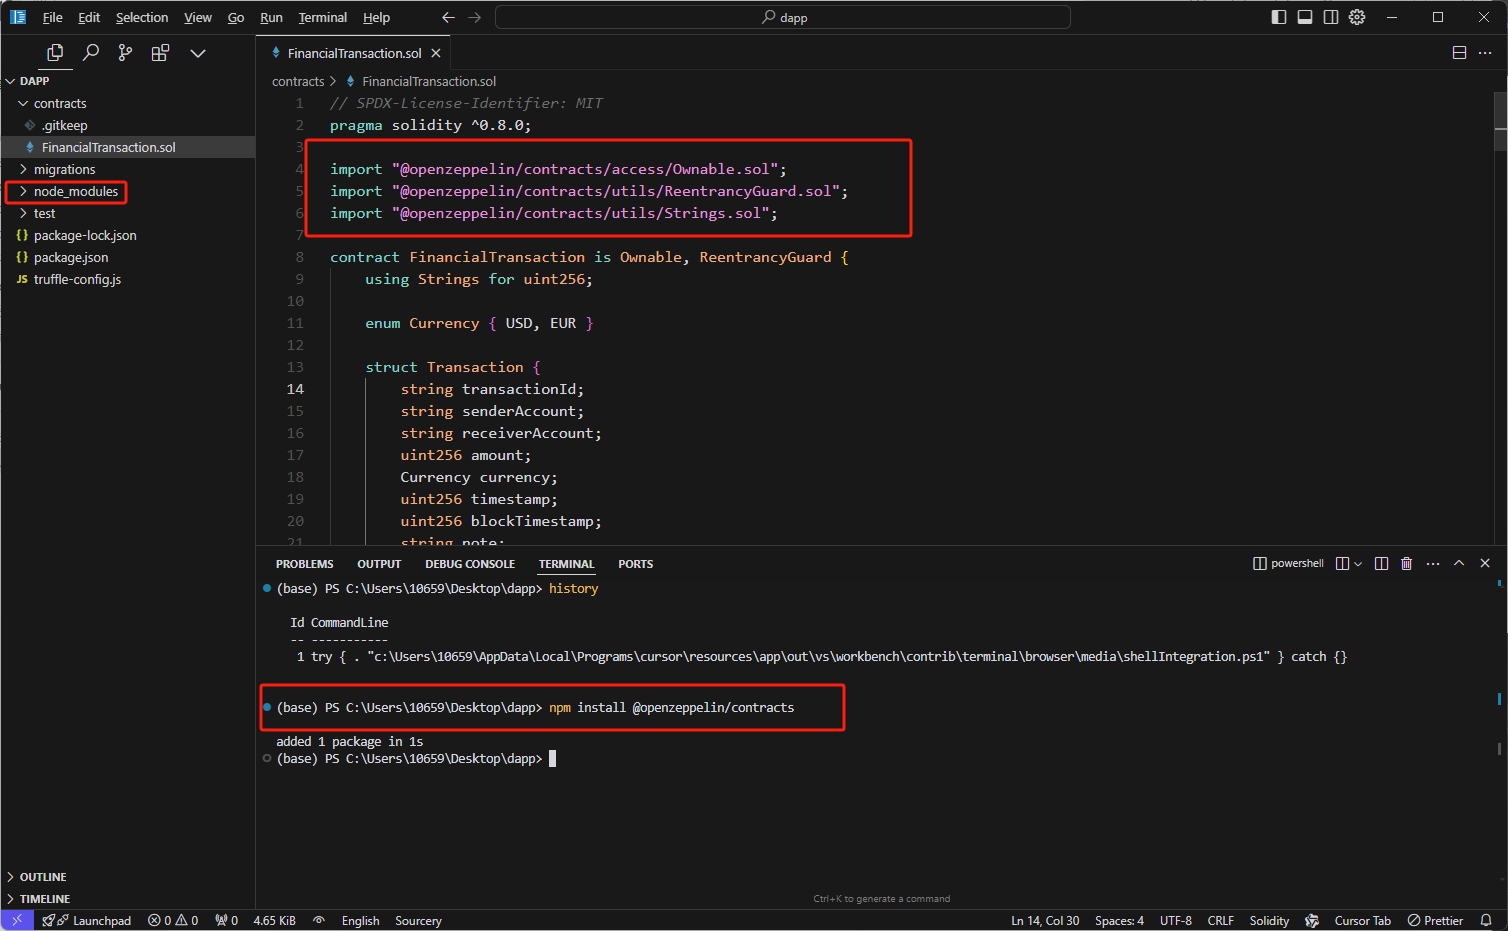 File Edit Selection View Go Run Terminal Help
dapp
FinancialTransaction.sol
DAPP
contracts
.gitkeep
FinancialTransaction.sol
migrations
node_modules
test
package-lock.json
package.json
truffle-config.js
OUTLINE
TIMELINE
contracts > FinancialTransaction.sol
1 // SPDX-License-Identifier: MIT
2 pragma solidity ^0.8.0;
3
4 import "@openzeppelin/contracts/access/Ownable.sol";
5 import "@openzeppelin/contracts/utils/ReentrancyGuard.sol";
6 import "@openzeppelin/contracts/utils/Strings.sol";
7
8 contract FinancialTransaction is Ownable, ReentrancyGuard {
9 using Strings for uint256;
10
11 enum Currency { USD, EUR }
12
13 struct Transaction {
14 string transactionId;
15 string senderAccount;
16 string receiverAccount;
17 uint256 amount;
18 Currency currency;
19 uint256 timestamp;
20 uint256 blockTimestamp;
21 string note;
PROBLEMS OUTPUT DEBUG CONSOLE TERMINAL PORTS
powershell
(base) PS C:\Users\10659\Desktop\dapp> history
Id CommandLine
-- -----------
1 try { . "c:\Users\10659\AppData\Local\Programs\cursor\resources\app\out\vs\workbench\contrib\terminal\browser\media\shellIntegration.ps1" } catch {}
(base) PS C:\Users\10659\Desktop\dapp> npm install @openzeppelin/contracts
added 1 package in 1s
(base) PS C:\Users\10659\Desktop\dapp>
Ctrl+K to generate a command
Launchpad 0 0 0 4.65 KiB English Sourcery Ln 14, Col 30 Spaces: 4 UTF-8 CRLF Solidity Cursor Tab Prettier